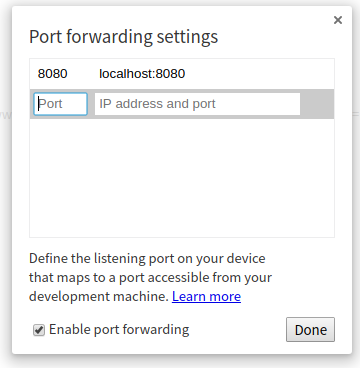 Port forwarding settings
8080 localhost:8080
Port IP address and port
Define the listening port on your device
that maps to a port accessible from your
development machine. Learn more
Enable port forwarding
Done